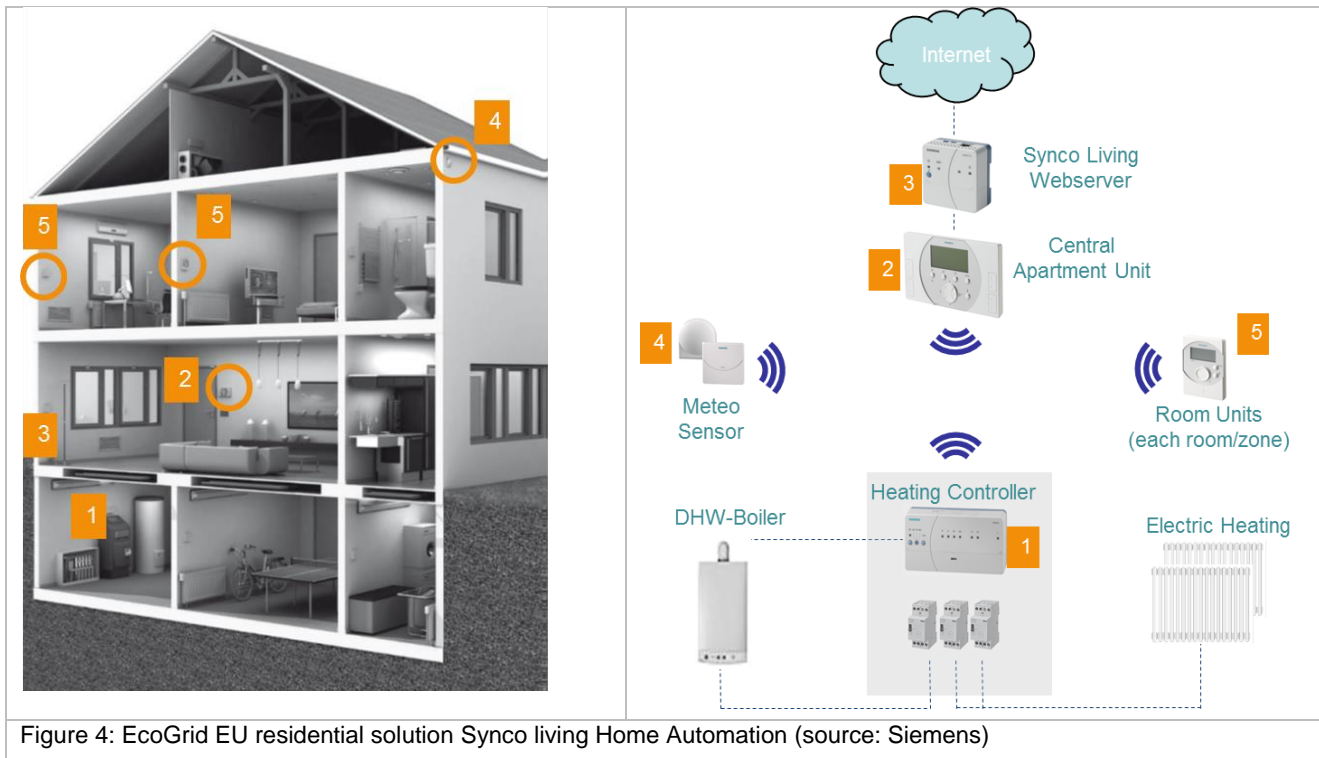 4
5
5
2
3
1
Internet
3
Synco Living
Webserver
2
Central
Apartment Unit
4
Meteo
Sensor
5
Room Units
(each room/zone)
Heating Controller
DHW-Boiler
1
Electric Heating
Figure 4: EcoGrid EU residential solution Synco living Home Automation (source: Siemens)